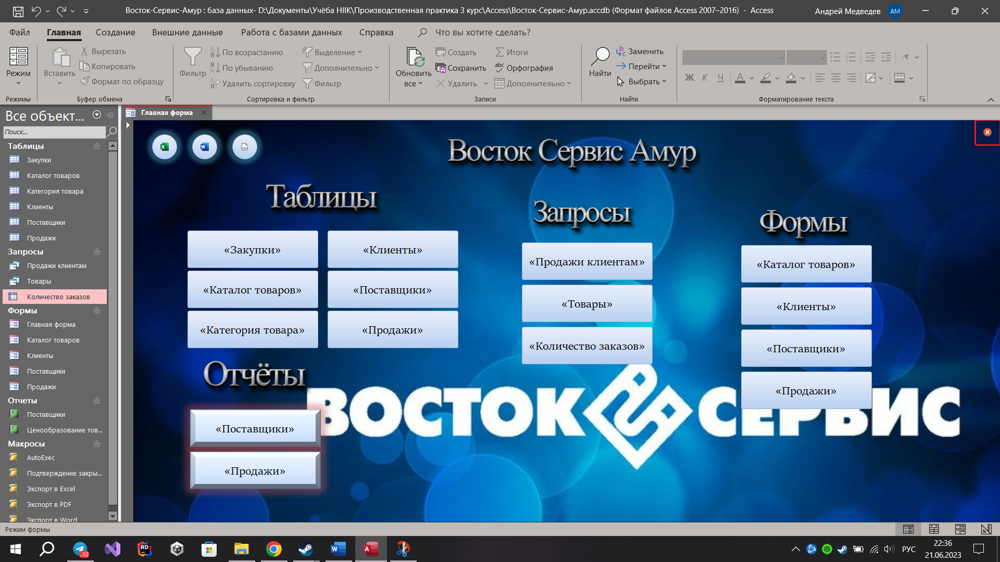 Восток-Сервис-Амур : база данных- D:\Документы\Учёба НІІК\Производственная практика 3 курс\Access\Восток-Сервис-Амур.accdb (Формат файлов Access 2007–2016) - Access
Андрей Медведев
АМ
Файл
Главная
Создание
Внешние данные
Работа с базами данных
Справка
Что вы хотите сделать?
Режим
Режимы
Вставить
Вырезать
Копировать
Формат по образцу
Буфер обмена
Фильтр
По возрастанию
По убыванию
Удалить сортировку
Выделение
Дополнительно
Фильтр
Сортировка и фильтр
Обновить
все
Создать
Сохранить
Удалить
Итоги
Орфография
Дополнительно
Записи
Найти
Заменить
Перейти
Выбрать
Найти
Ж К Ч А
Форматирование текста
Все объект...
Поиск...
Таблицы
Закупки
Каталог товаров
Категория товара
Клиенты
Поставщики
Продажи
Запросы
Продажи клиентам
Товары
Количество заказов
Формы
Главная форма
Каталог товаров
Клиенты
Поставщики
Продажи
Отчеты
Поставщики
Ценообразование тов...
Макросы
AutoExec
Подтверждение закры...
Экспорт в Excel
Экспорт в PDF
Экспорт в Word
Главная форма
Восток Сервис Амур
Таблицы
«Закупки»
«Клиенты»
«Каталог товаров»
«Поставщики»
«Категория товара»
«Продажи»
Запросы
«Продажи клиентам»
«Товары»
«Количество заказов»
Формы
«Каталог товаров»
«Клиенты»
«Поставщики»
«Продажи»
Отчёты
«Поставщики»
«Продажи»
ВОСТОК СЕРВИС
Режим формы
..92
РУС
22:36
21.06.2023